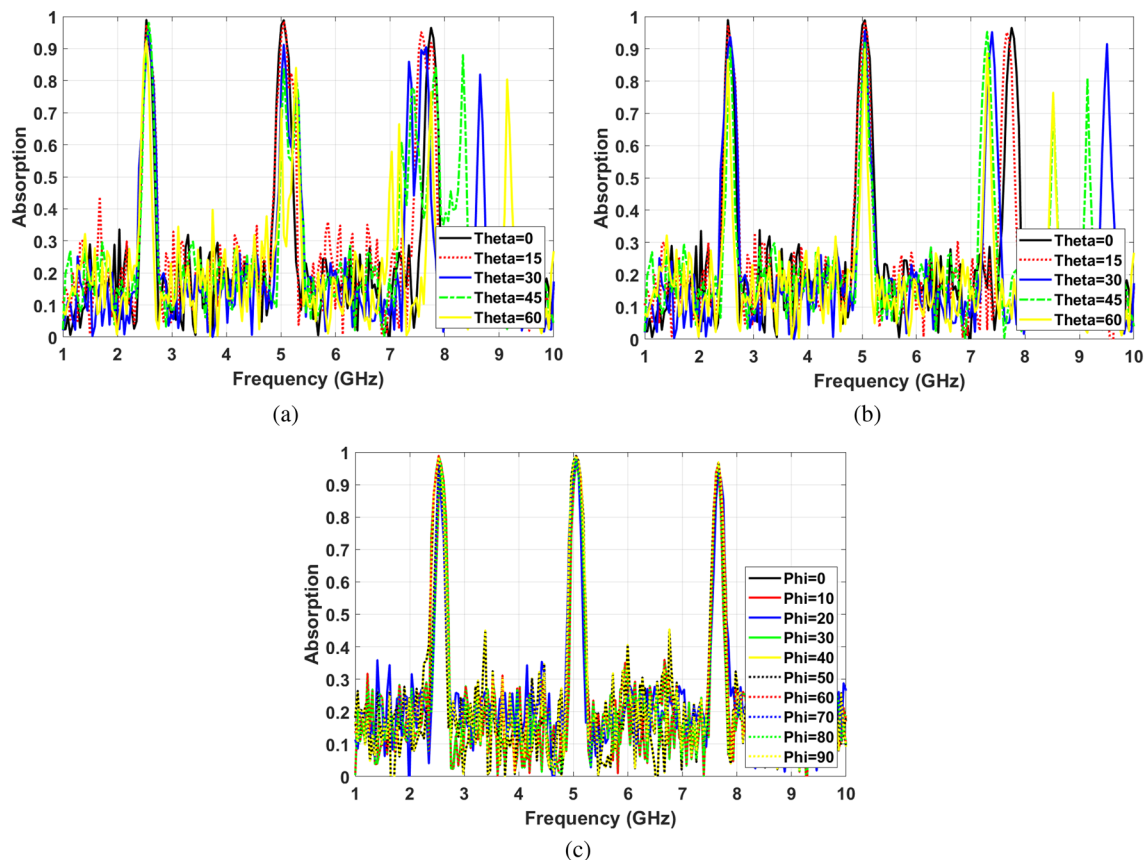 Absorption
1
0.9
0.8
0.7
0.6
0.5
0.4
0.3
0.2
0.1
0
Theta=0
Theta=15
Theta=30
Theta=45
Theta=60
1 2 3 4 5 6 7 8 9 10
Frequency (GHz)
(a)
Absorption
1
0.9
0.8
0.7
0.6
0.5
0.4
0.3
0.2
0.1
0
Theta=0
Theta=15
Theta=30
Theta=45
Theta=60
1 2 3 4 5 6 7 8 9 10
Frequency (GHz)
(b)
Absorption
1
0.9
0.8
0.7
0.6
0.5
0.4
0.3
0.2
0.1
0
Phi=0
Phi=10
Phi=20
Phi=30
Phi=40
Phi=50
Phi=60
Phi=70
Phi=80
Phi=90
1 2 3 4 5 6 7 8 9 10
Frequency (GHz)
(c)